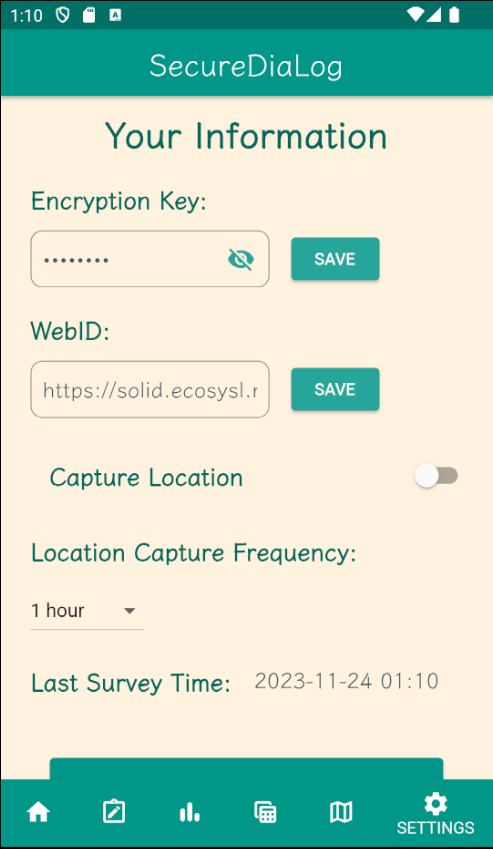 1:10
SecureDiaLog
Your Information
Encryption Key:
••••••••
SAVE
WebID:
https://solid.ecosysl.r
SAVE
Capture Location
Location Capture Frequency:
1 hour
Last Survey Time: 2023-11-24 01:10
SETTINGS